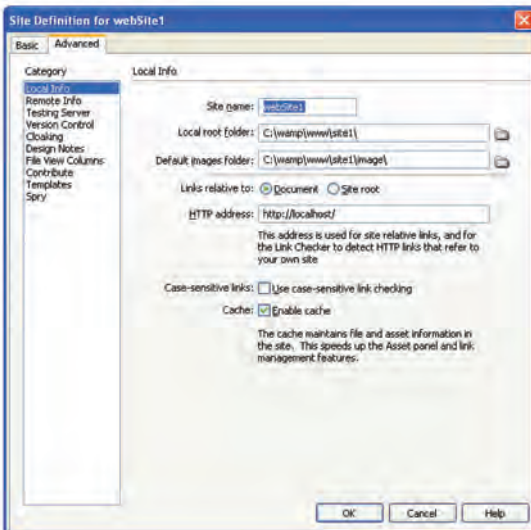 Site Definition for webSite1
Basic Advanced
Category
Local Info
Remote Info
Testing Server
Version Control
Cloaking
Design Notes
File View Columns
Contribute
Templates
Spry
Local Info
Site name: webSite1
Local root folder: C:\wamp\www\site1\
Default images folder: C:\wamp\www\site1\image\
Links relative to: Document Site root
HTTP address: http://localhost/
This address is used for site relative links, and for
the Link Checker to detect HTTP links that refer to
your own site
Case-sensitive links: Use case-sensitive link checking
Cache: Enable cache
The cache maintains file and asset information in
the site. This speeds up the Asset panel and link
management features.
OK Cancel Help